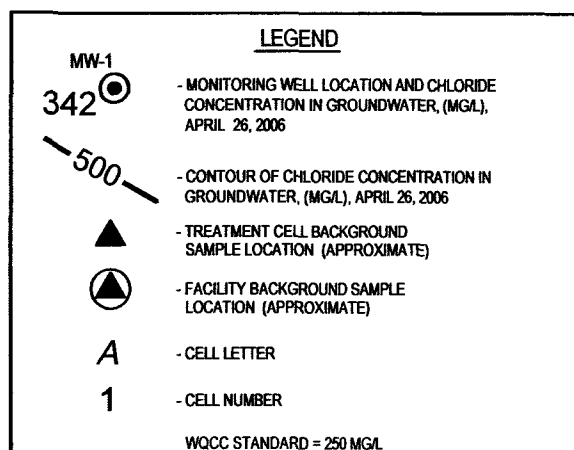 LEGEND
MW-1
342
- MONITORING WELL LOCATION AND CHLORIDE
CONCENTRATION IN GROUNDWATER, (MG/L),
APRIL 26, 2006
500
- CONTOUR OF CHLORIDE CONCENTRATION IN
GROUNDWATER, (MG/L), APRIL 26, 2006
- TREATMENT CELL BACKGROUND
SAMPLE LOCATION (APPROXIMATE)
- FACILITY BACKGROUND SAMPLE
LOCATION (APPROXIMATE)
A
- CELL LETTER
1
- CELL NUMBER
WQCC STANDARD = 250 MG/L